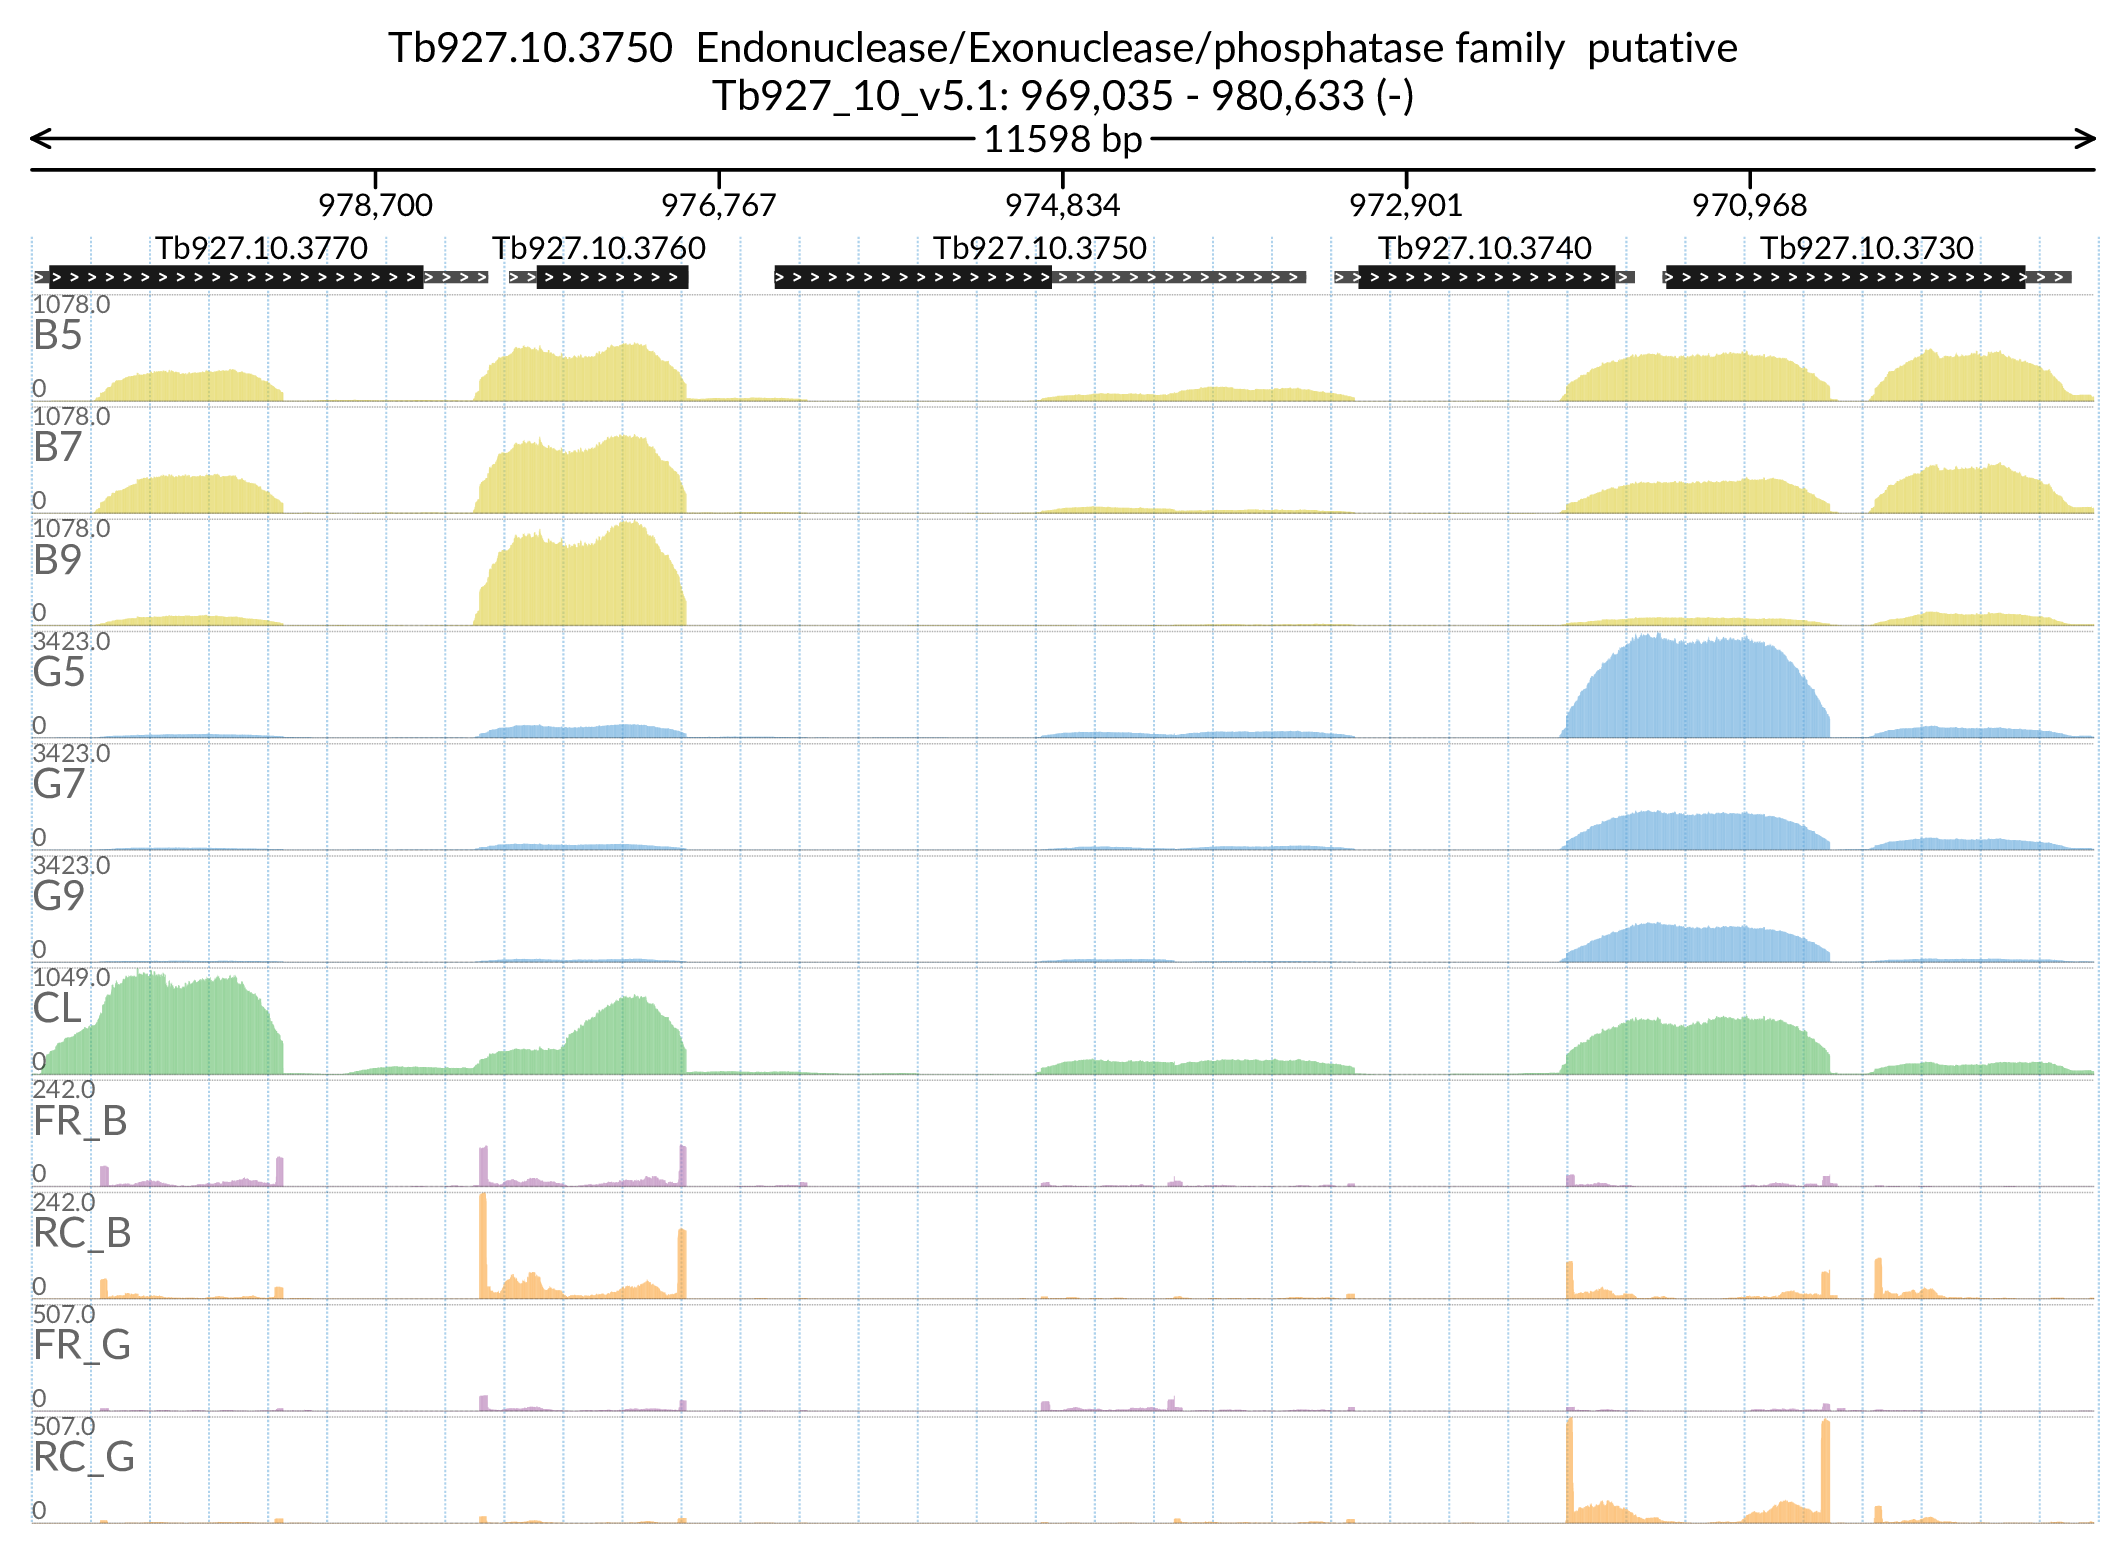 Tb927.10.3750  Endonuclease/Exonuclease/phosphatase family  putative
Tb927_10_v5.1: 969,035 - 980,633 (-)
11598 bp
978,700 976,767 974,834 972,901 970,968
Tb927.10.3770 Tb927.10.3760 Tb927.10.3750 Tb927.10.3740 Tb927.10.3730
1078.0
B5
0
1078.0
B7
0
1078.0
B9
0
3423.0
G5
0
3423.0
G7
0
3423.0
G9
0
1049.0
CL
0
242.0
FR_B
0
242.0
RC_B
0
507.0
FR_G
0
507.0
RC_G
0